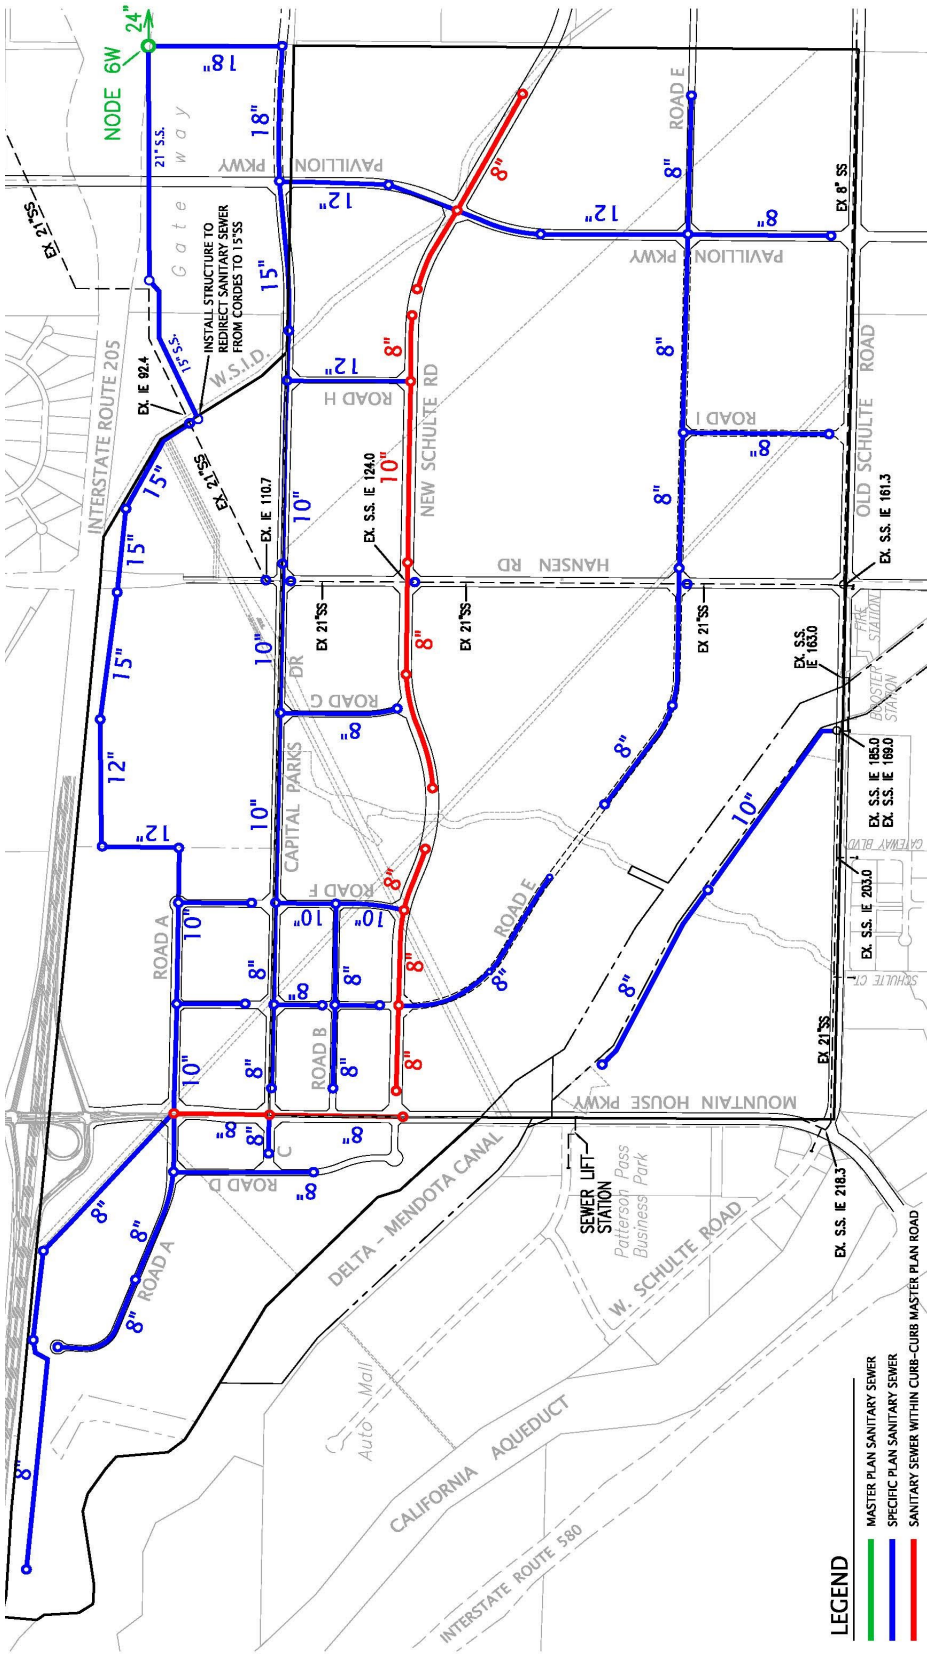 24"
NODE 6W
18"
21" S.S.
Gate way
18"
PAVILLION
PKWY
EX 21"SS
12"
8"
ROAD E
8"
EX 8" SS
12"
8"
PAVILLION
PKWY
INSTALL STRUCTURE TO
REDIRECT SANITARY SEWER
FROM CORDES TO 15"SS
15"
15" S.S.
W.S.I.D.
EX. IE 92.4
INTERSTATE ROUTE 205
8"
NEW SCHULTE RD
12"
ROAD H
8"
OLD SCHULTE ROAD
ROAD I
8"
15"
EX 21"SS
EX. IE 110.7
10"
EX. S.S. IE 124.0
10"
8"
EX. S.S. IE 161.3
15"
HANSEN RD
EX 21"SS
EX 21"SS
EX 21"SS
10"
8"
15"
CAPITAL PARKS DR
ROAD G
8"
EX. S.S.
IE 163.0
FIRE
STATION
BOOSTER
STATION
12"
12"
10"
8"
10"
EX. S.S. IE 185.0
EX. S.S. IE 169.0
GATEWAY BLVD
ROAD A
10"
ROAD F
10"
10"
8"
ROAD E
8"
EX. S.S. IE 203.0
SCHULTE CT
8"
8"
8"
8"
8"
10"
8"
ROAD B
8"
8"
EX 21"SS
MOUNTAIN HOUSE PKWY
8"
8"
8"
C
ROAD D
8"
8"
8"
ROAD A
8"
DELTA - MENDOTA CANAL
SEWER LIFT
STATION
Patterson Pass
Business Park
W. SCHULTE ROAD
EX. S.S. IE 218.3
8"
Auto Mall
CALIFORNIA AQUEDUCT
INTERSTATE ROUTE 580
LEGEND
MASTER PLAN SANITARY SEWER
SPECIFIC PLAN SANITARY SEWER
SANITARY SEWER WITHIN CURB-CURB MASTER PLAN ROAD